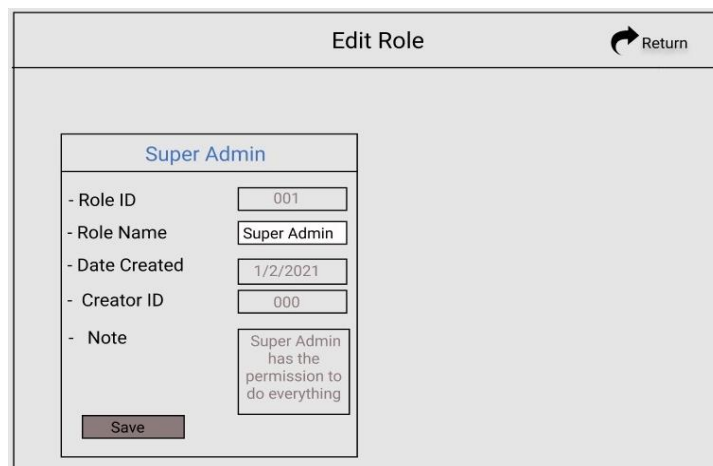 Edit Role
Return
Super Admin
- Role ID
001
- Role Name
Super Admin
- Date Created
1/2/2021
- Creator ID
000
- Note
Super Admin
has the
permission to
do everything
Save